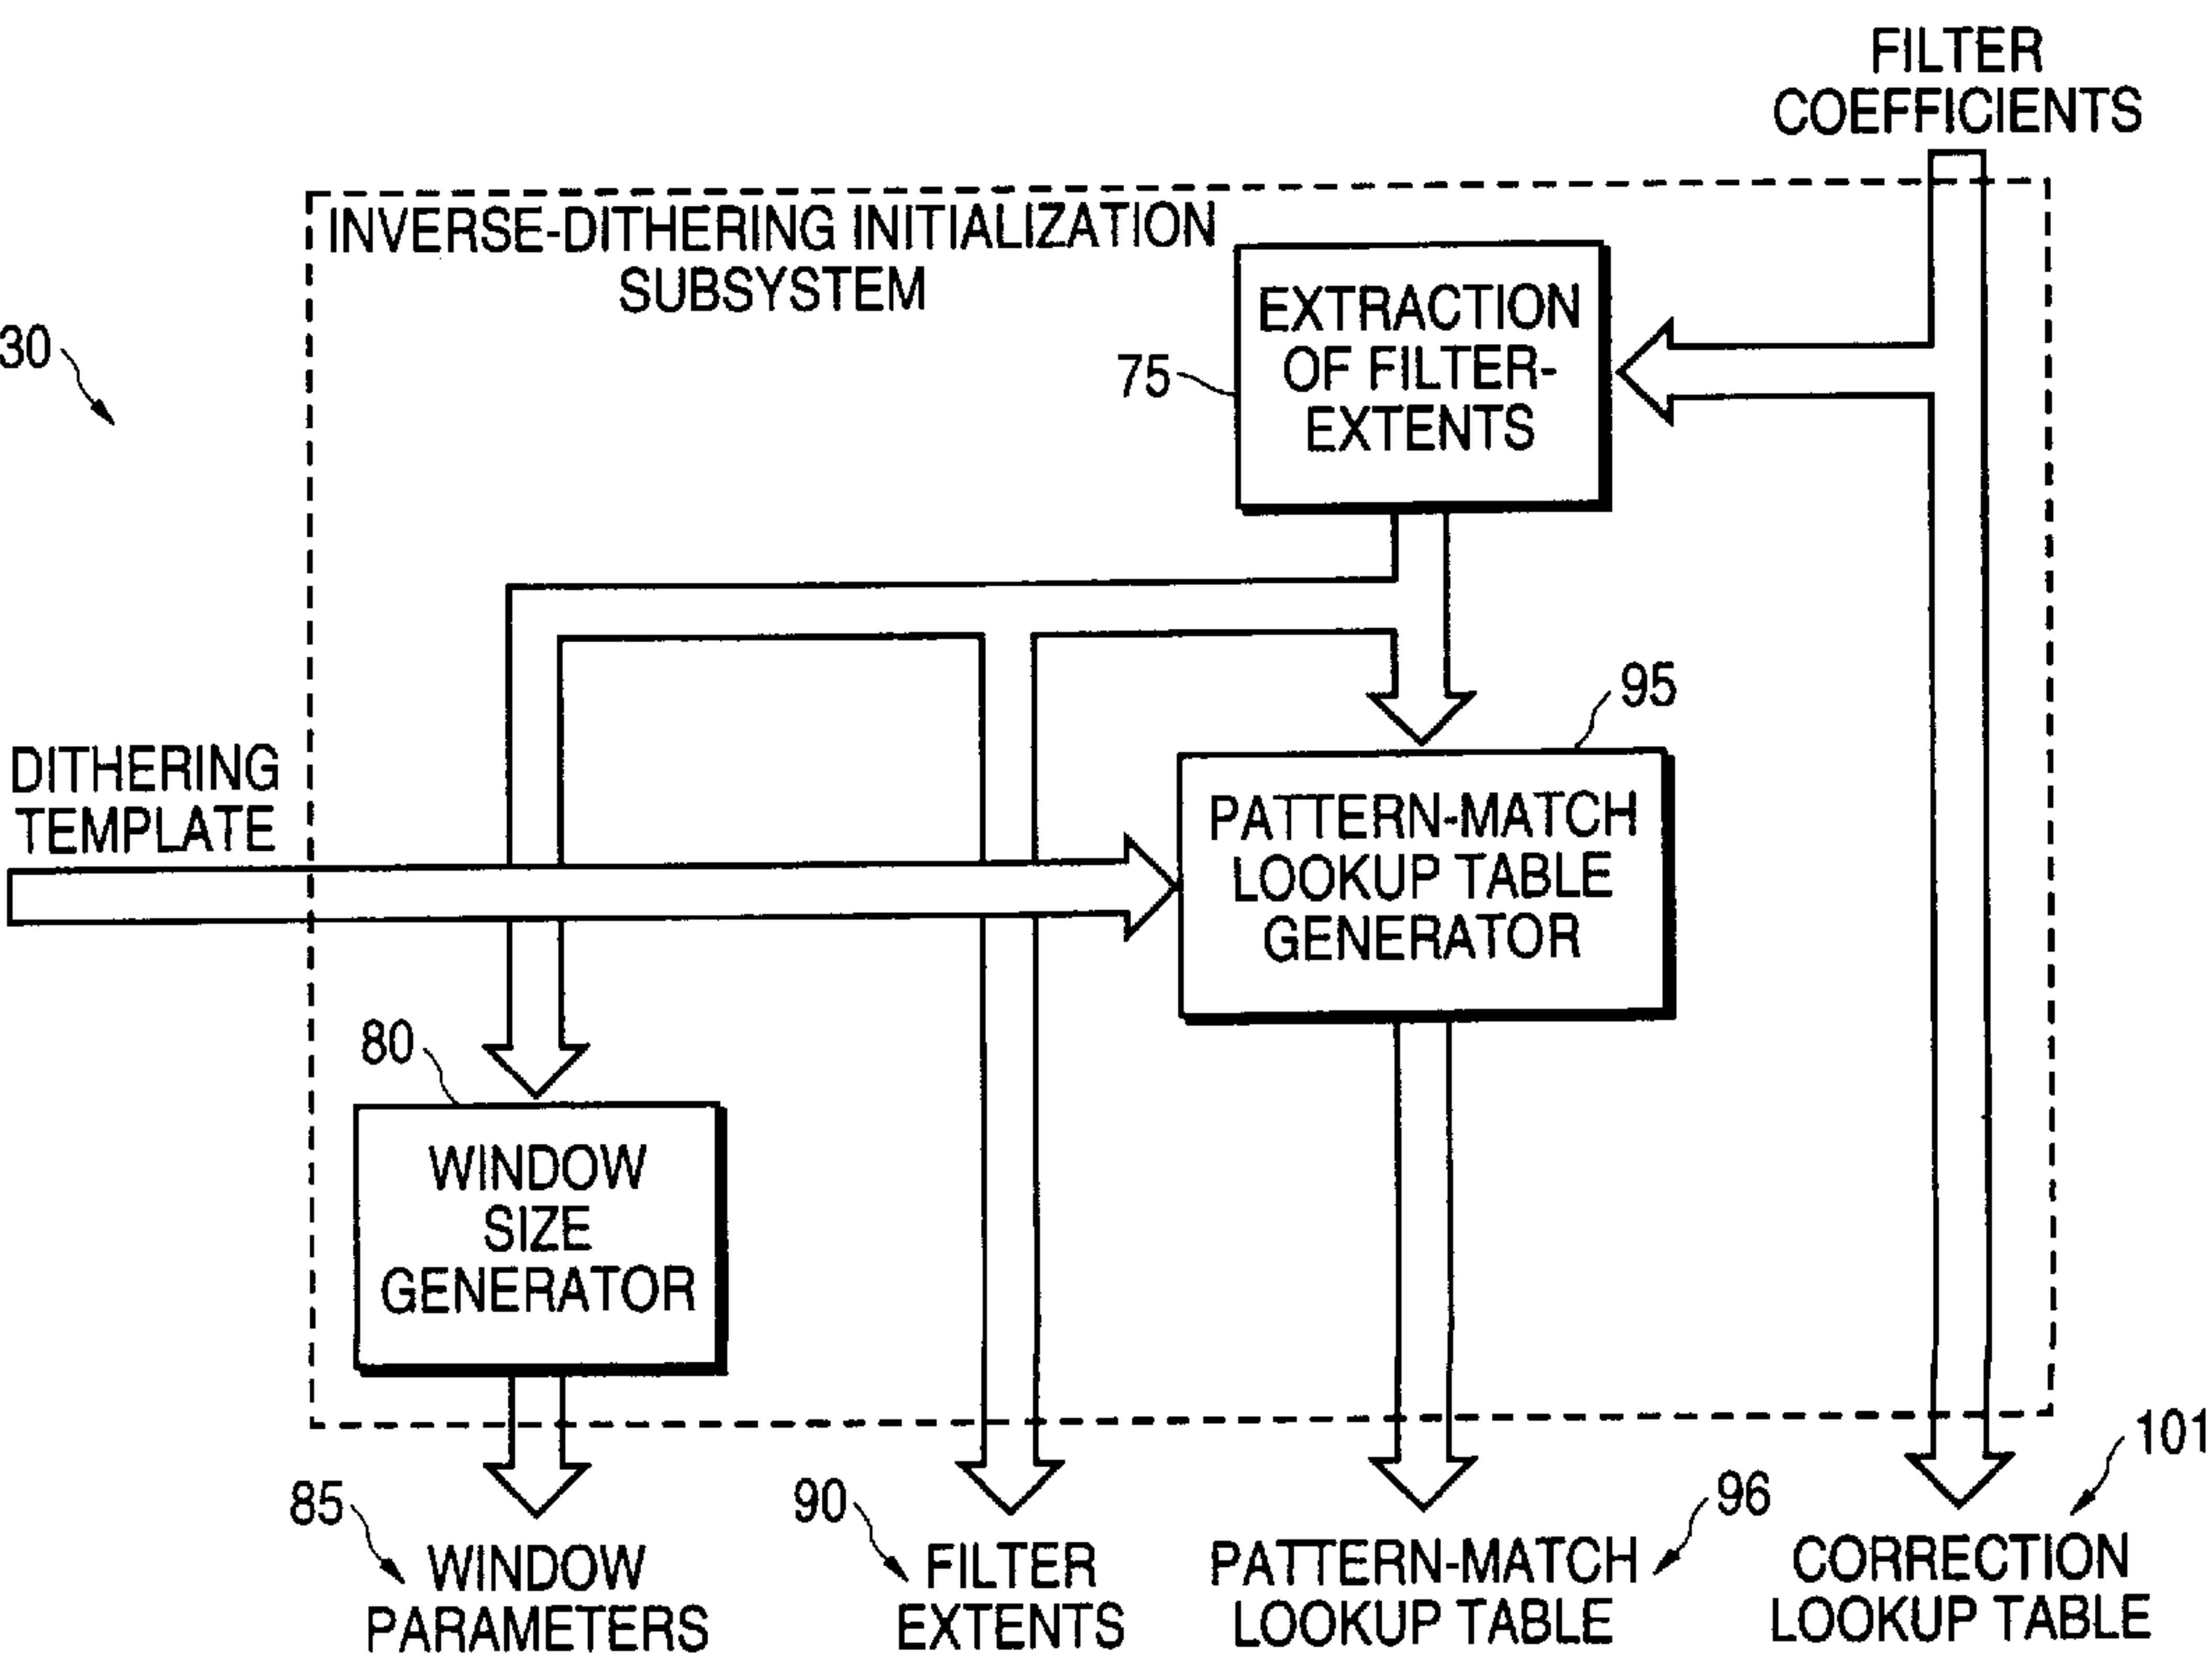 FILTER
COEFFICIENTS
INVERSE-DITHERING INITIALIZATION
SUBSYSTEM
30
75
EXTRACTION
OF FILTER-
EXTENTS
95
DITHERING
TEMPLATE
PATTERN-MATCH
LOOKUP TABLE
GENERATOR
80
WINDOW
SIZE
GENERATOR
101
85
90
96
WINDOW
PARAMETERS
FILTER
EXTENTS
PATTERN-MATCH
LOOKUP TABLE
CORRECTION
LOOKUP TABLE